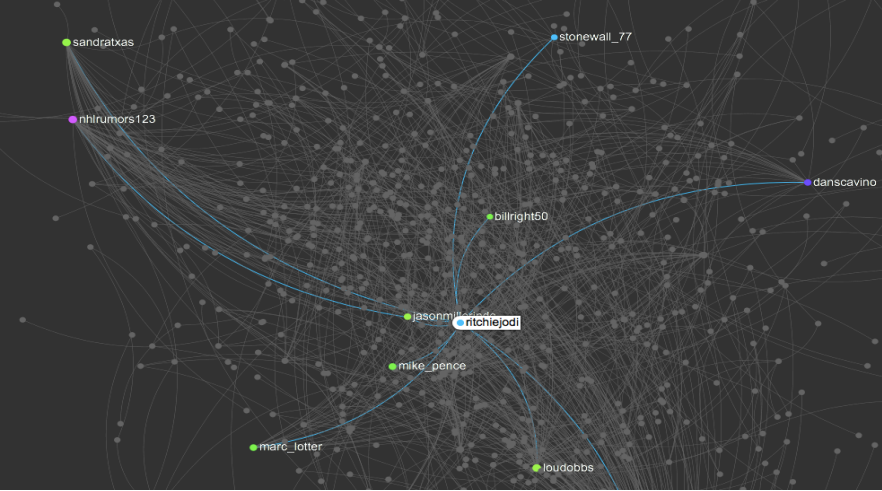 sandratxas
stonewall_77
nhlrumors123
danscavino
billright50
ritchiejodi
mike_pence
marc_lotter
loudobbs